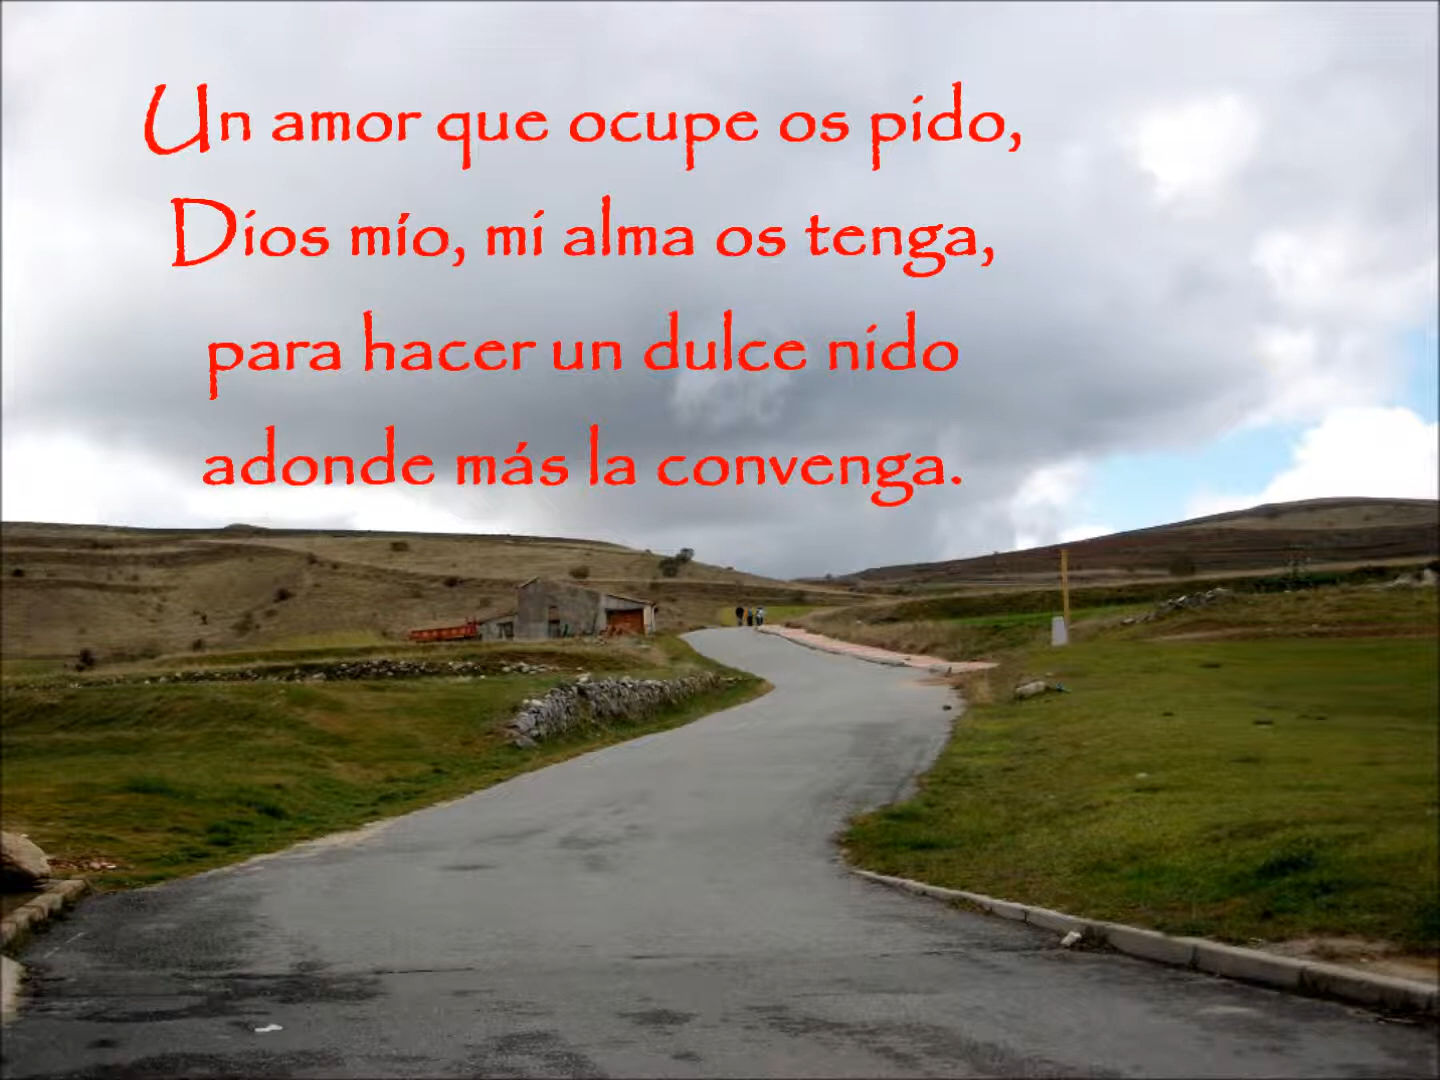 Un amor que ocupe os pido,
Dios mío, mi alma os tenga,
para hacer un dulce nido
adonde más la convenga.